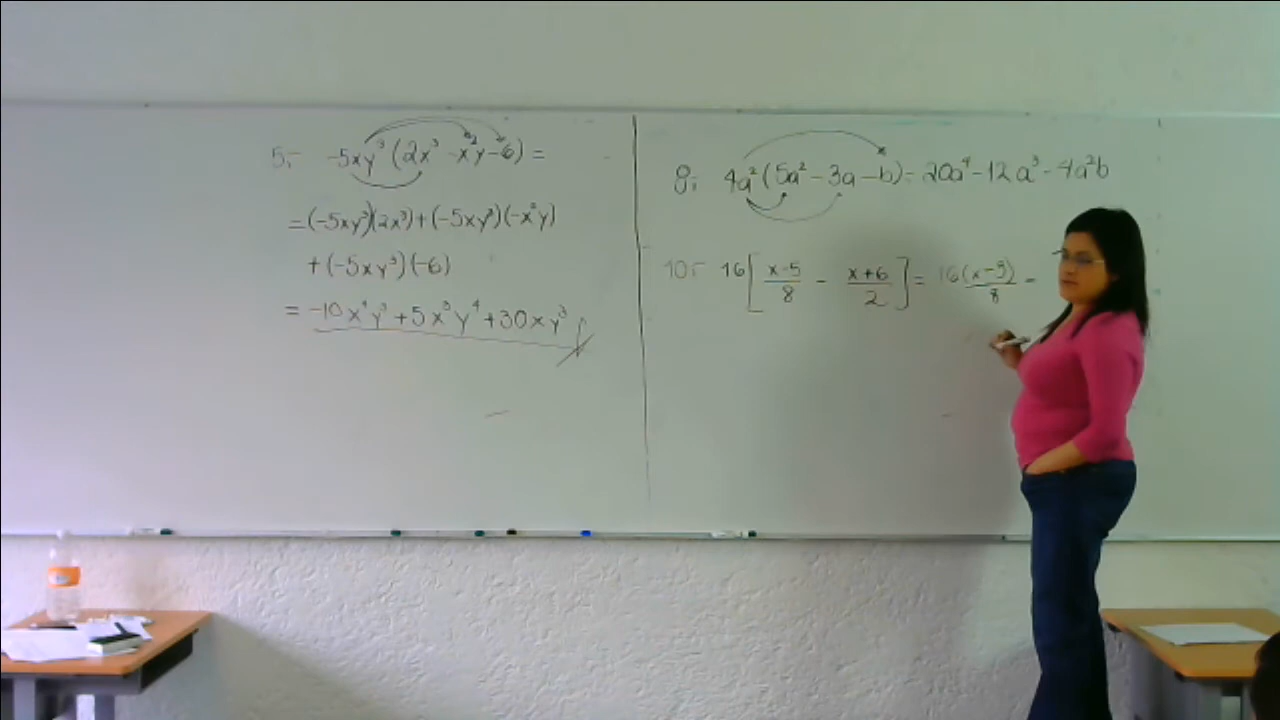 5.- -5xy³(2x³ -x²y-6)=
=(-5xy³)(2x³)+(-5xy³)(-x²y)
+(-5xy³)(-6)
= -10x⁴y³+5x³y⁴+30xy³
8.- 4a²(5a²-3a-b)=20a⁴-12a³-4a²b
10.- 16[x-5/8 - x+6/2]= 16(x-5)/8 -